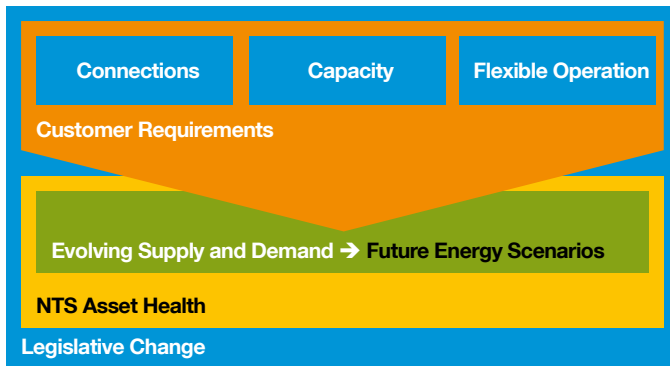 Connections
Capacity
Flexible Operation
Customer Requirements
Evolving Supply and Demand ➔ Future Energy Scenarios
NTS Asset Health
Legislative Change